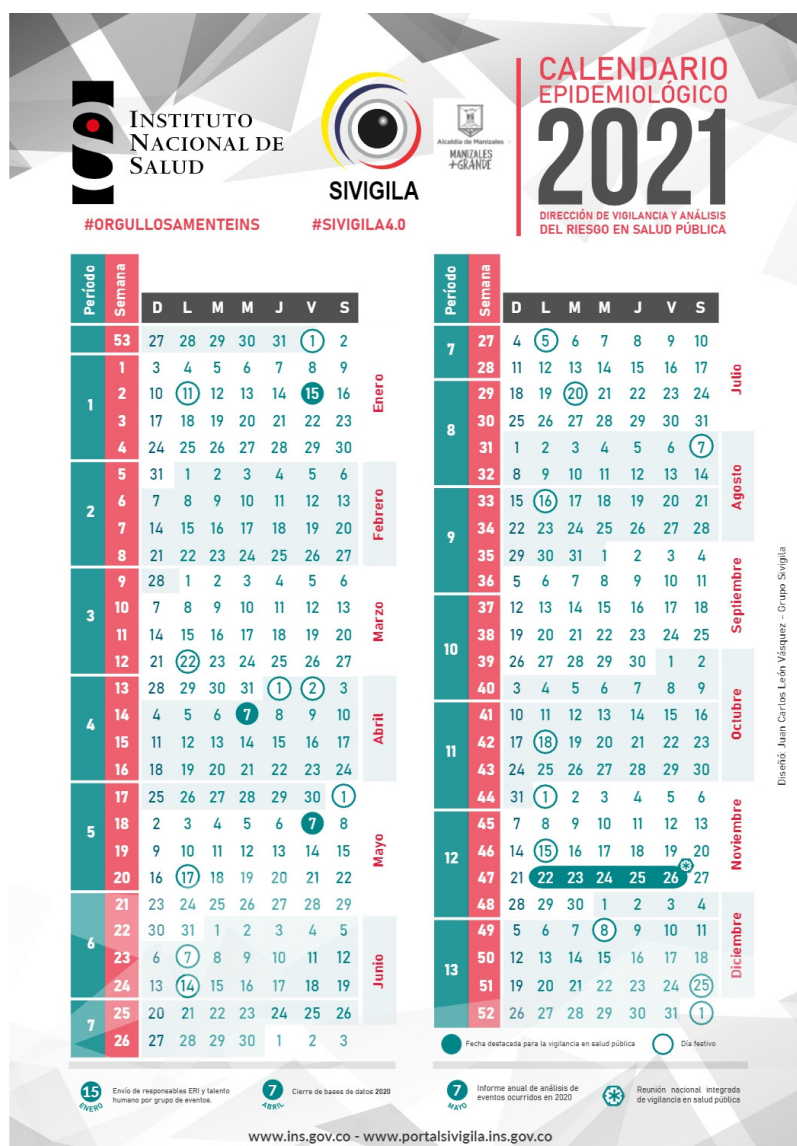 INSTITUTO
NACIONAL DE
SALUD
SIVIGILA
Alcaldía de Manizales
MANIZALES
+GRANDE
#ORGULLOSAMENTEINS
#SIVIGILA4.0
CALENDARIO
EPIDEMIOLÓGICO
2021
DIRECCIÓN DE VIGILANCIA Y ANÁLISIS
DEL RIESGO EN SALUD PÚBLICA
Período Semana D L M M J V S
53 27 28 29 30 31 1 2
1 3 4 5 6 7 8 9
2 10 11 12 13 14 15 16
3 17 18 19 20 21 22 23
4 24 25 26 27 28 29 30
1
Enero
5 31 1 2 3 4 5 6
6 7 8 9 10 11 12 13
7 14 15 16 17 18 19 20
8 21 22 23 24 25 26 27
2
Febrero
9 28 1 2 3 4 5 6
10 7 8 9 10 11 12 13
11 14 15 16 17 18 19 20
12 21 22 23 24 25 26 27
3
Marzo
13 28 29 30 31 1 2 3
14 4 5 6 7 8 9 10
15 11 12 13 14 15 16 17
16 18 19 20 21 22 23 24
4
Abril
17 25 26 27 28 29 30 1
18 2 3 4 5 6 7 8
19 9 10 11 12 13 14 15
20 16 17 18 19 20 21 22
5
Mayo
21 23 24 25 26 27 28 29
22 30 31 1 2 3 4 5
23 6 7 8 9 10 11 12
24 13 14 15 16 17 18 19
6
Junio
25 20 21 22 23 24 25 26
26 27 28 29 30 1 2 3
7
Período Semana D L M M J V S
27 4 5 6 7 8 9 10
28 11 12 13 14 15 16 17
7
Julio
29 18 19 20 21 22 23 24
30 25 26 27 28 29 30 31
31 1 2 3 4 5 6 7
32 8 9 10 11 12 13 14
8
Agosto
33 15 16 17 18 19 20 21
34 22 23 24 25 26 27 28
35 29 30 31 1 2 3 4
36 5 6 7 8 9 10 11
9
Septiembre
37 12 13 14 15 16 17 18
38 19 20 21 22 23 24 25
39 26 27 28 29 30 1 2
40 3 4 5 6 7 8 9
10
Octubre
41 10 11 12 13 14 15 16
42 17 18 19 20 21 22 23
43 24 25 26 27 28 29 30
44 31 1 2 3 4 5 6
11
Noviembre
45 7 8 9 10 11 12 13
46 14 15 16 17 18 19 20
47 21 22 23 24 25 26 27
48 28 29 30 1 2 3 4
12
Diciembre
49 5 6 7 8 9 10 11
50 12 13 14 15 16 17 18
51 19 20 21 22 23 24 25
52 26 27 28 29 30 31 1
13
Fecha destacada para la vigilancia en salud pública
Día festivo
Diseñó: Juan Carlos León Vásquez - Grupo Sivigila
15
ENERO
Envío de responsables ERI y talento
humano por grupo de eventos.
7
ABRIL
Cierre de bases de datos 2020
7
MAYO
Informe anual de análisis de
eventos ocurridos en 2020
Reunión nacional integrada
de vigilancia en salud pública
www.ins.gov.co - www.portalsivigila.ins.gov.co